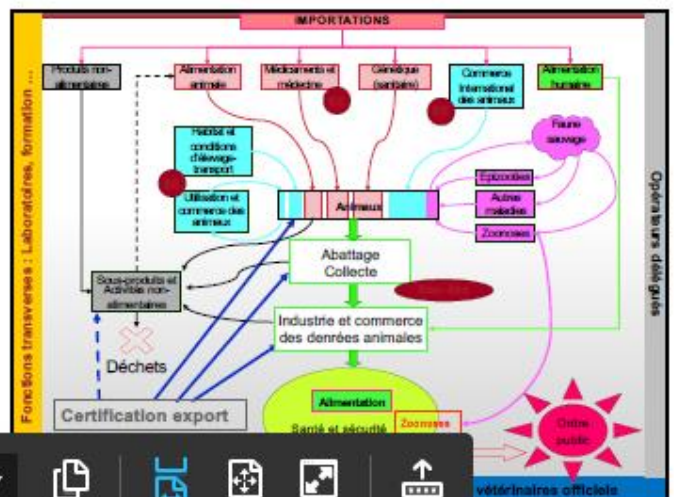 IMPORTATIONS
Produits non-
alimentaires
Alimentation
animale
Médicaments et
médecine
Génétique
(sanitaire)
Commerce
International
des animaux
Alimentation
humaine
Faune
sauvage
Habitat et
conditions
d'élevage-
transport
Utilisation et
commerce des
animaux
Epizooties
Autres
maladies
Zoonoses
Animaux
Abattage
Collecte
Sous-produits et
Activités non-
alimentaires
Industrie et commerce
des denrées animales
Déchets
Certification export
Alimentation
Santé et sécurité
Zoonoses
Ordre
public
vétérinaires officiels
Fonctions transverses : Laboratoires, formation ...
Opérateurs délégués